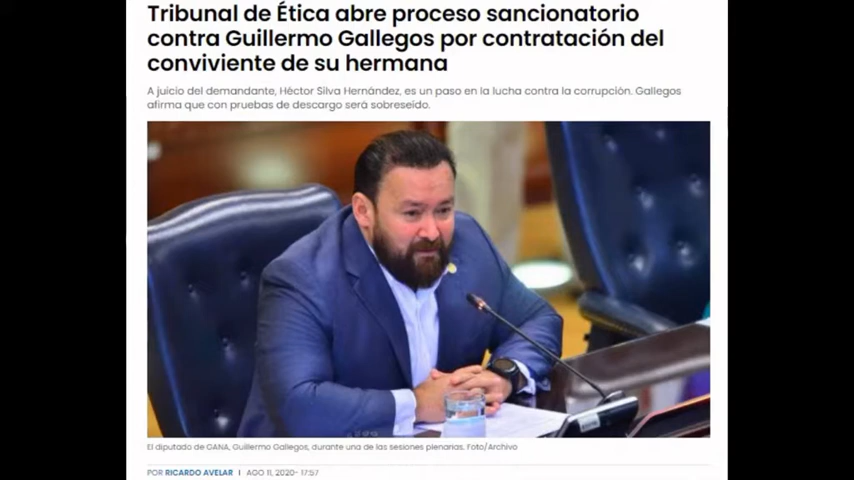 Tribunal de Ética abre proceso sancionatorio
contra Guillermo Gallegos por contratación del
conviviente de su hermana
A juicio del demandante, Héctor Silva Hernández, es un paso en la lucha contra la corrupción. Gallegos
afirma que con pruebas de descargo será sobreseído.
El diputado de GANA, Guillermo Gallegos, durante una de las sesiones plenarias. Foto/Archivo
POR RICARDO AVELAR | AGO 11, 2020- 17:57